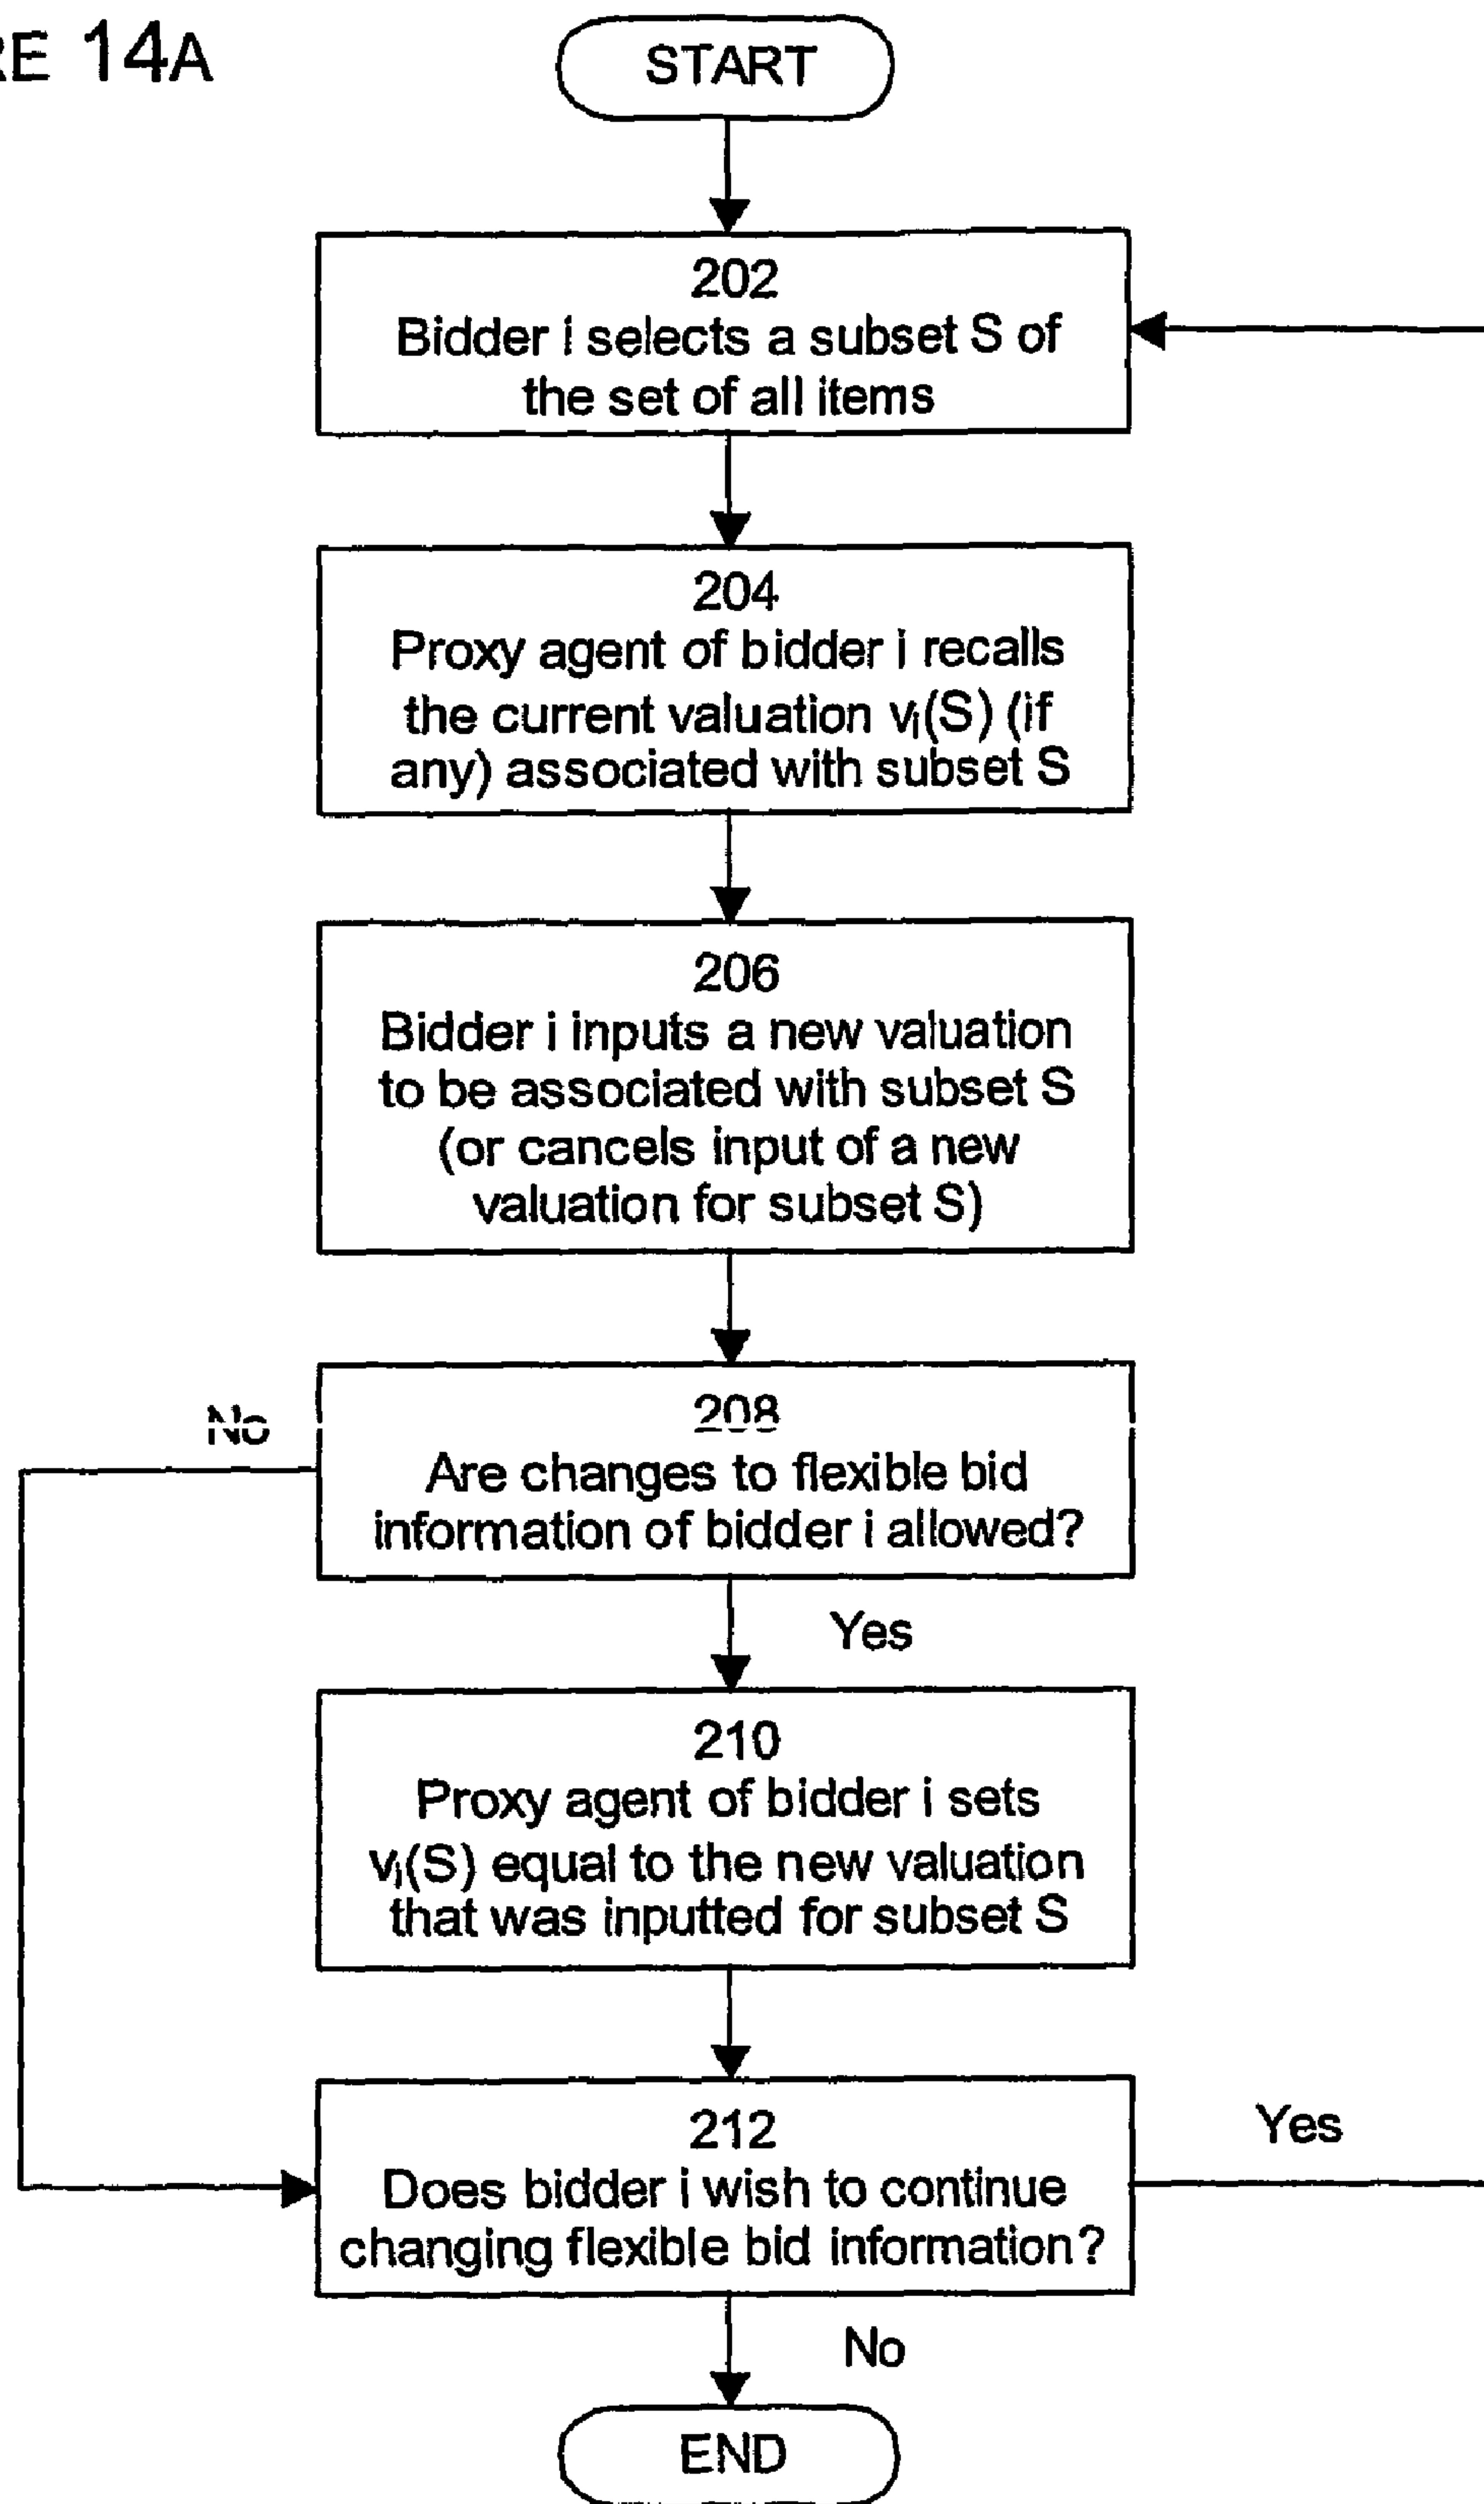 RE 14A
START
202
Bidder i selects a subset S of
the set of all items
204
Proxy agent of bidder i recalls
the current valuation vi(S) (if
any) associated with subset S
206
Bidder i inputs a new valuation
to be associated with subset S
(or cancels input of a new
valuation for subset S)
208
No
Are changes to flexible bid
information of bidder i allowed?
Yes
210
Proxy agent of bidder i sets
vi(S) equal to the new valuation
that was inputted for subset S
212
Yes
Does bidder i wish to continue
changing flexible bid information?
No
END